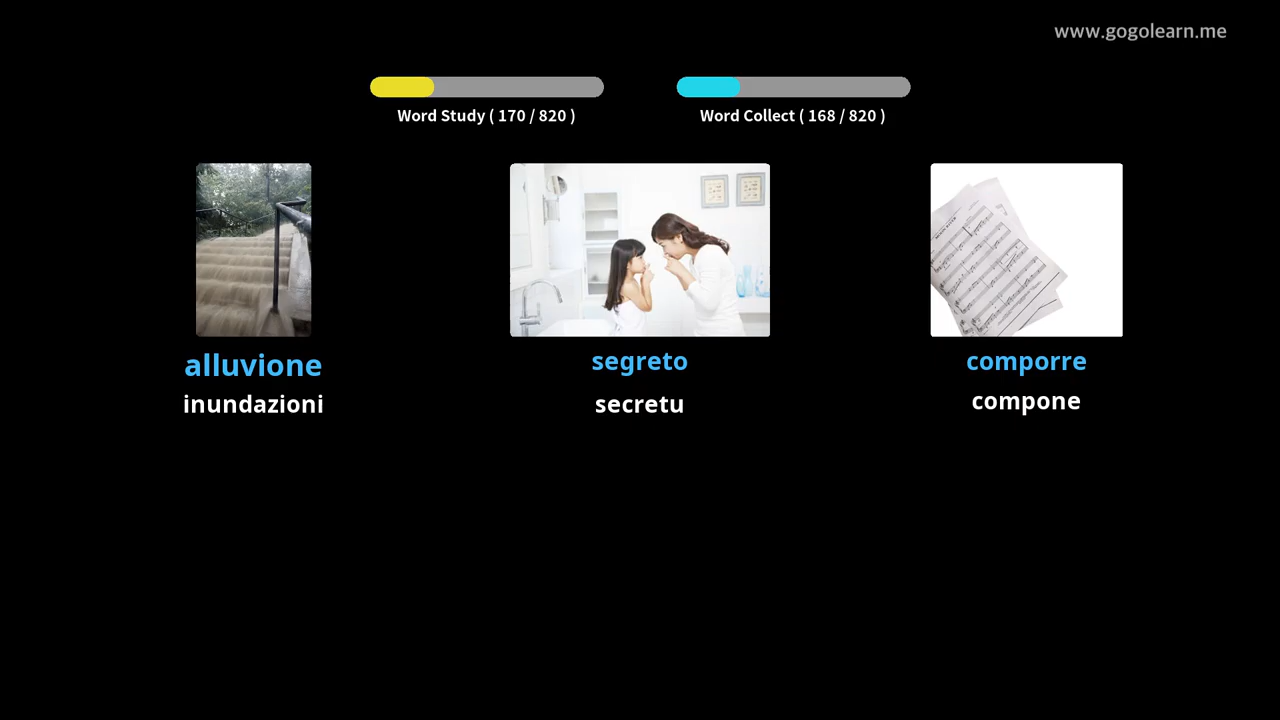 www.gogolearn.me
Word Study ( 170 / 820 )
Word Collect ( 168 / 820 )
alluvione
inundazioni
segreto
secretu
comporre
compone